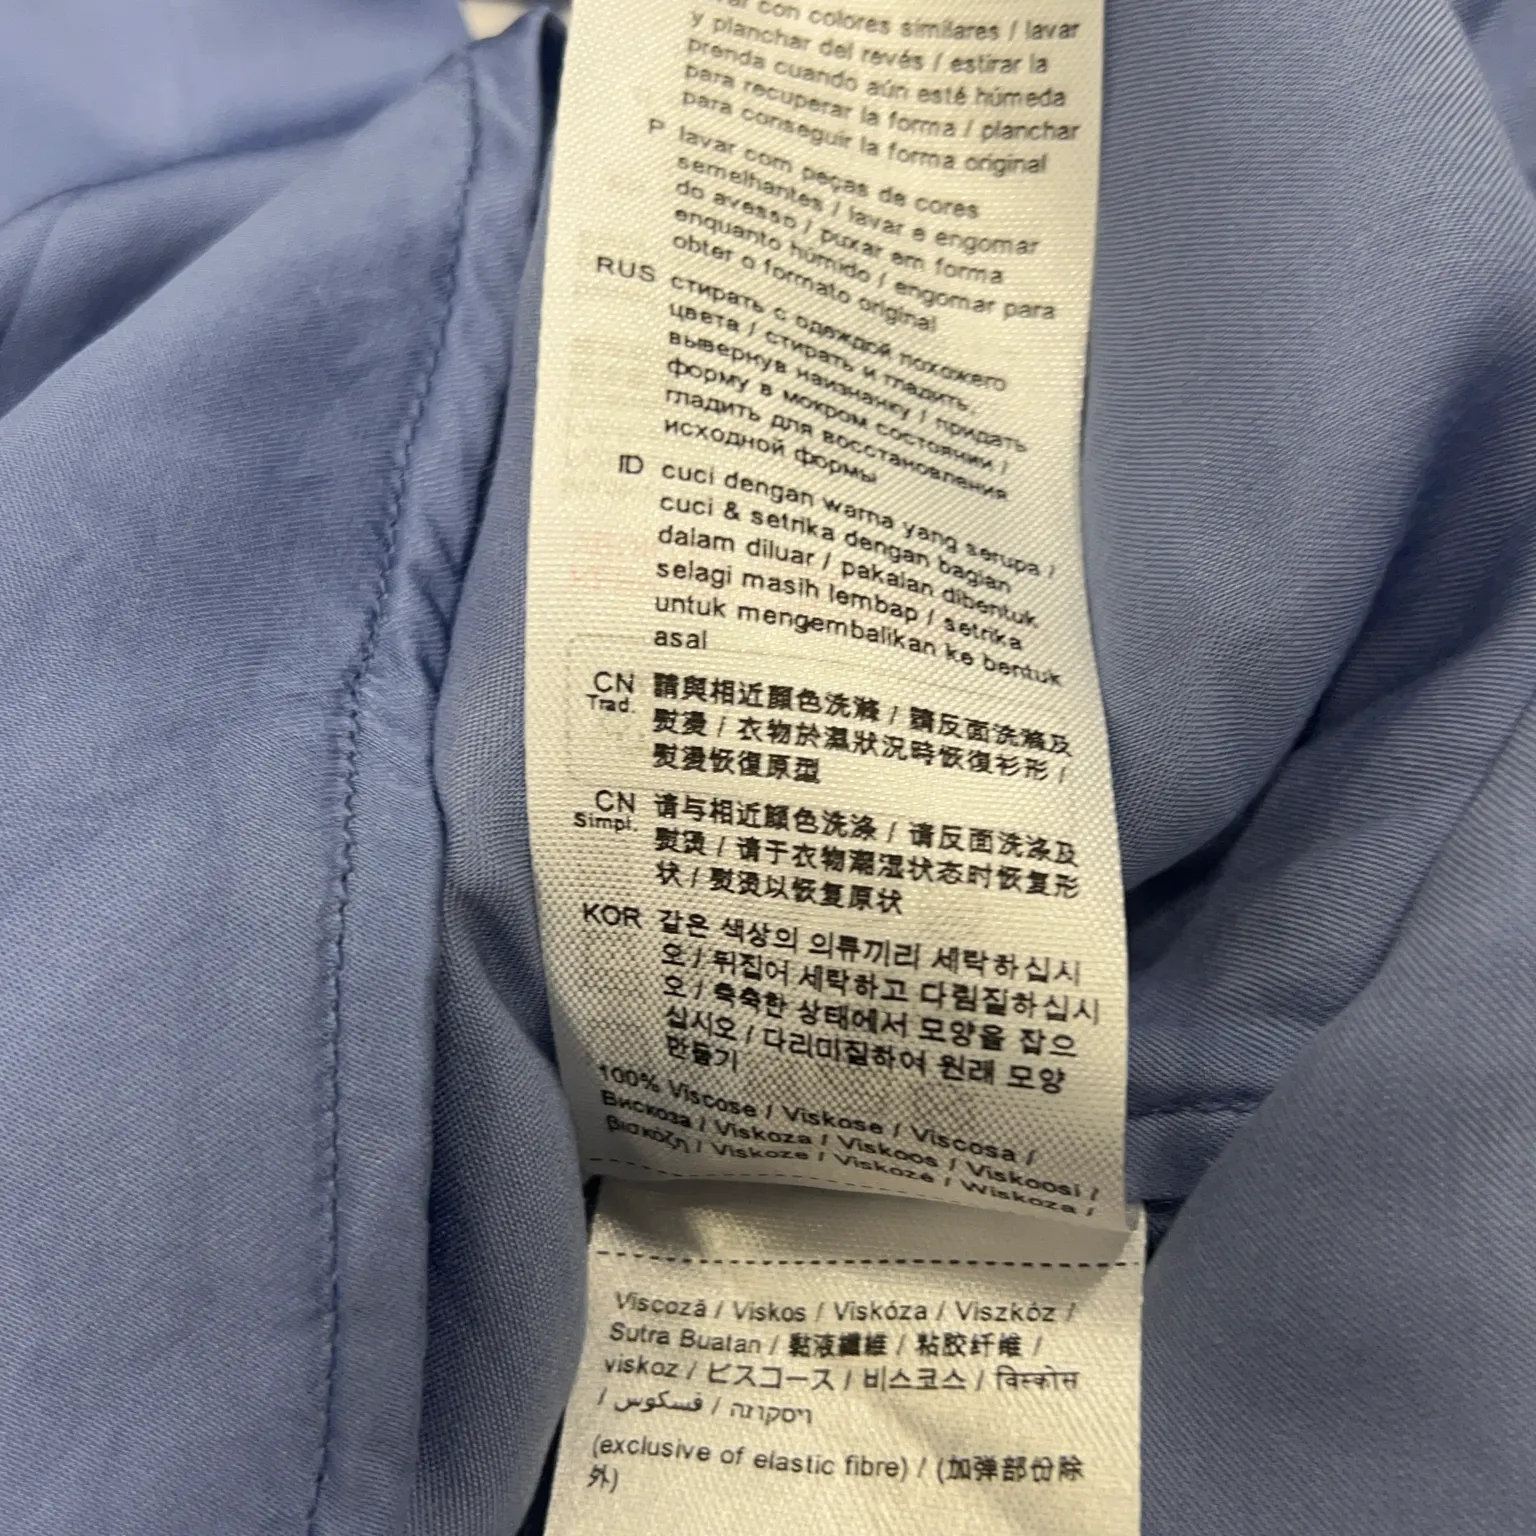 con colores similares / lavar
y planchar del revés / estirar la
prenda cuando aún esté húmeda
para recuperar la forma / planchar
para conseguir la forma original
P lavar com peças de cores
semelhantes / lavar e engomar
do avesso / puxar em forma
enquanto húmido / engomar para
obter o formato original
RUS стирать с одеждой похожего
цвета / стирать и гладить,
вывернув наизнанку / придать
форму в мокром состоянии /
гладить для восстановления
исходной формы
ID cuci dengan warna yang serupa /
cuci & setrika dengan bagian
dalam diluar / pakaian dibentuk
selagi masih lembap / setrika
untuk mengembalikan ke bentuk
asal
CN Trad. 請與相近顏色洗滌 / 請反面洗滌及
熨燙 / 衣物於濕狀況時恢復衫形 /
熨燙恢復原型
CN Simpl. 请与相近颜色洗涤 / 请反面洗涤及
熨烫 / 请于衣物潮湿状态时恢复形
状 / 熨烫以恢复原状
KOR 같은 색상의 의류끼리 세탁하십시
오 / 뒤집어 세탁하고 다림질하십시
오 / 축축한 상태에서 모양을 잡으
십시오 / 다리미질하여 원래 모양
만들기
100% Viscose / Viskose / Viscosa /
Вискоза / Viskoza / Viskoos / Viskoosi /
βισκόζη / Viskoze / Viskozė / Wiskoza /
Viscoză / Viskos / Viskóza / Viszkóz /
Sutra Buatan / 黏液纖維 / 粘胶纤维 /
viskoz / ビスコース / 비스코스 / विस्कोस
/ ויסקוזה / فسكوس
(exclusive of elastic fibre) / (加弹部份除
外)